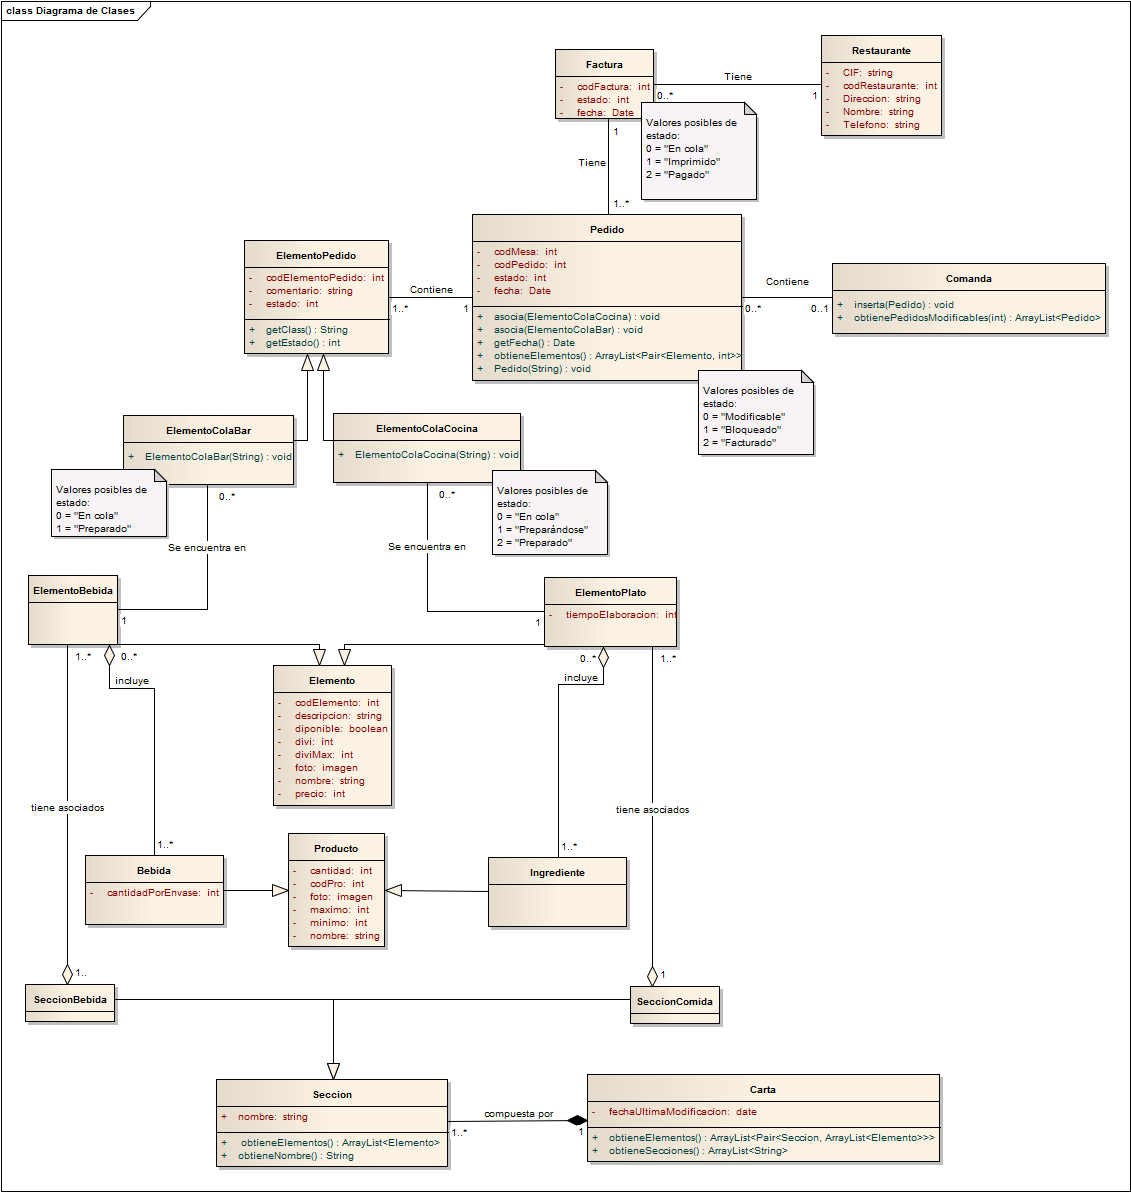 class Diagrama de Clases
Factura
- codFactura: int
- estado: int
- fecha: Date
Tiene
0..*
1
Restaurante
- CIF: string
- codRestaurante: int
- Direccion: string
- Nombre: string
- Telefono: string
Valores posibles de
estado:
0 = "En cola"
1 = "Imprimido"
2 = "Pagado"
1
Tiene
1..*
Pedido
- codMesa: int
- codPedido: int
- estado: int
- fecha: Date
+ asocia(ElementoColaCocina) : void
+ asocia(ElementoColaBar) : void
+ getFecha() : Date
+ obtieneElementos() : ArrayList<Pair<Elemento, int>>
+ Pedido(String) : void
ElementoPedido
- codElementoPedido: int
- comentario: string
- estado: int
+ getClass() : String
+ getEstado() : int
Contiene
1..*
1
Contiene
0..*
0..1
Comanda
+ inserta(Pedido) : void
+ obtienePedidosModificables(int) : ArrayList<Pedido>
Valores posibles de
estado:
0 = "Modificable"
1 = "Bloqueado"
2 = "Facturado"
ElementoColaBar
+ ElementoColaBar(String) : void
ElementoColaCocina
+ ElementoColaCocina(String) : void
Valores posibles de
estado:
0 = "En cola"
1 = "Preparado"
Valores posibles de
estado:
0 = "En cola"
1 = "Preparándose"
2 = "Preparado"
0..*
Se encuentra en
1
0..*
Se encuentra en
1
ElementoBebida
ElementoPlato
- tiempoElaboracion: int
1..*
0..*
incluye
0..*
1..*
incluye
Elemento
- codElemento: int
- descripcion: string
- diponible: boolean
- divi: int
- diviMax: int
- foto: imagen
- nombre: string
- precio: int
tiene asociados
tiene asociados
1..*
1..*
Bebida
- cantidadPorEnvase: int
Producto
- cantidad: int
- codPro: int
- foto: imagen
- maximo: int
- minimo: int
- nombre: string
Ingrediente
1..
1
SeccionBebida
SeccionComida
Seccion
+ nombre: string
+ obtieneElementos() : ArrayList<Elemento>
+ obtieneNombre() : String
compuesta por
1..*
1
Carta
- fechaUltimaModificacion: date
+ obtieneElementos() : ArrayList<Pair<Seccion, ArrayList<Elemento>>>
+ obtieneSecciones() : ArrayList<String>